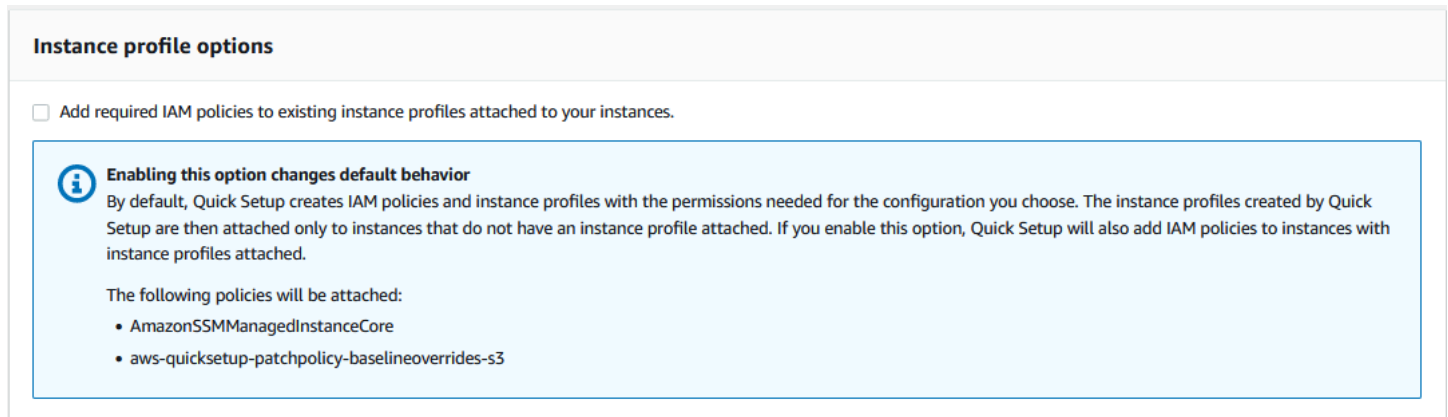 Instance profile options
Add required IAM policies to existing instance profiles attached to your instances.
Enabling this option changes default behavior
By default, Quick Setup creates IAM policies and instance profiles with the permissions needed for the configuration you choose. The instance profiles created by Quick
Setup are then attached only to instances that do not have an instance profile attached. If you enable this option, Quick Setup will also add IAM policies to instances with
instance profiles attached.
The following policies will be attached:
• AmazonSSMManagedInstanceCore
• aws-quicksetup-patchpolicy-baselineoverrides-s3